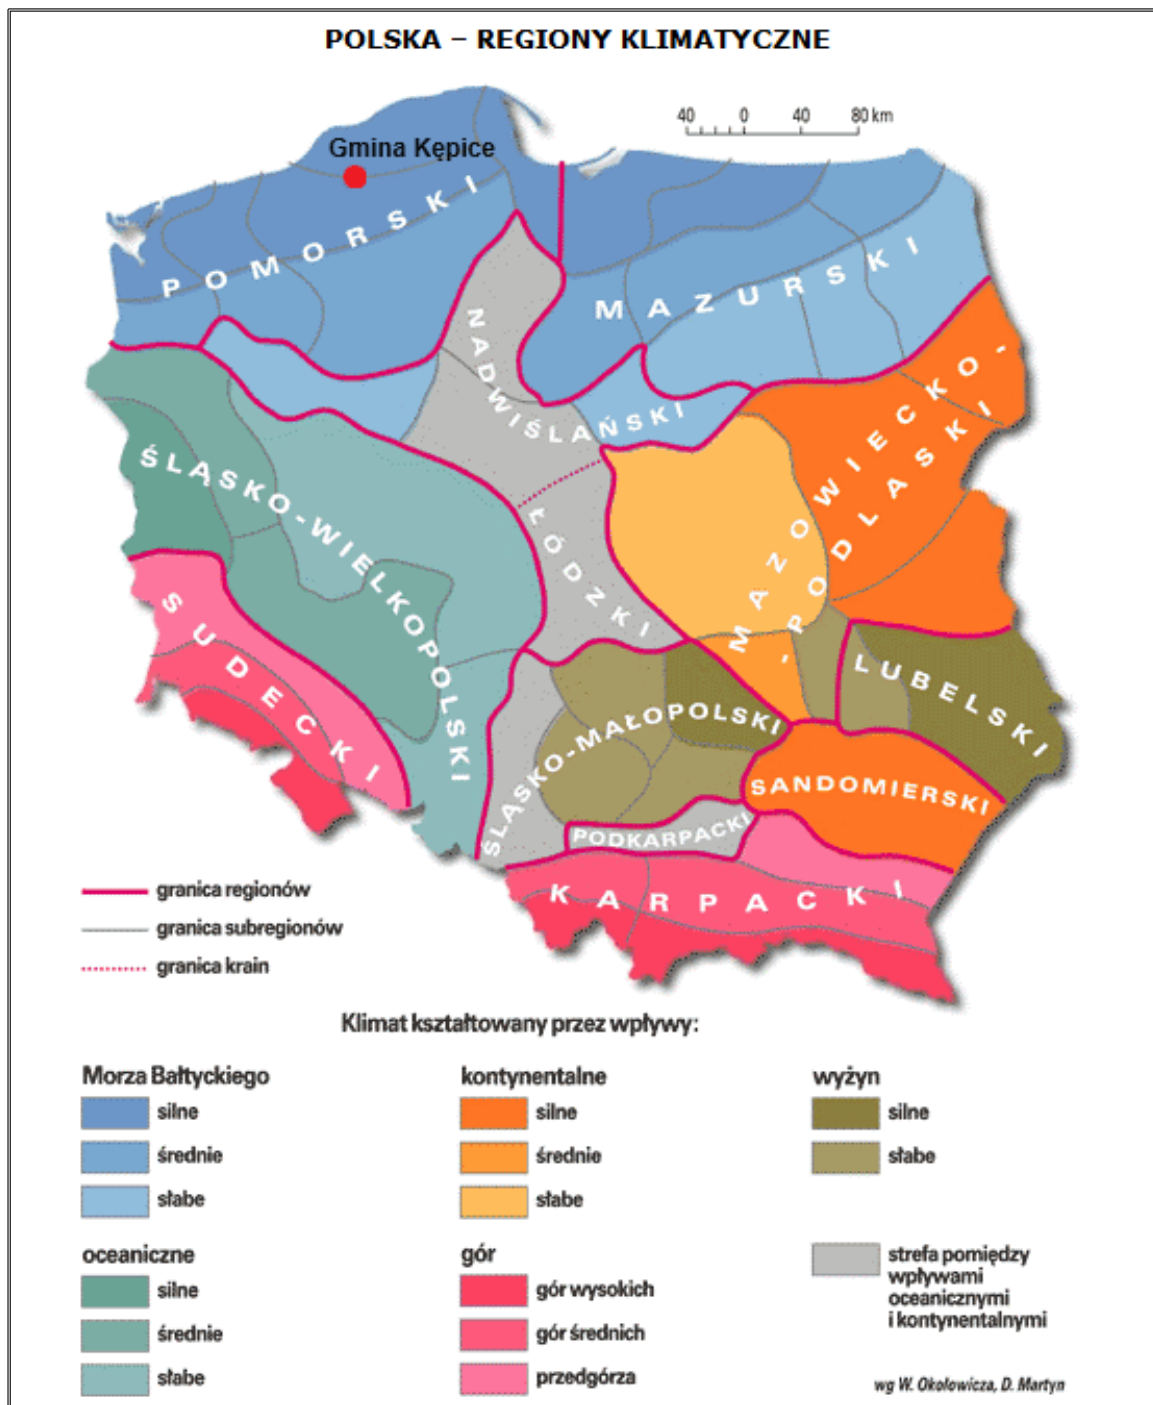 POLSKA – REGIONY KLIMATYCZNE
40 0 40 80 km
Gmina Kępice
POMORSKI
MAZURSKI
NADWIŚLAŃSKI
MAZOWIECKO-
-PODLASKI
ŚLĄSKO-WIELKOPOLSKI
ŁÓDZKI
SUDECKI
LUBELSKI
ŚLĄSKO-MAŁOPOLSKI
SANDOMIERSKI
PODKARPACKI
KARPACKI
granica regionów
granica subregionów
granica krain
Klimat kształtowany przez wpływy:
Morza Bałtyckiego
silne
średnie
słabe
kontynentalne
silne
średnie
słabe
wyżyn
silne
słabe
oceaniczne
silne
średnie
słabe
gór
gór wysokich
gór średnich
przedgórza
strefa pomiędzy
wpływami
oceanicznymi
i kontynentalnymi
wg W. Okołowicza, D. Martyn